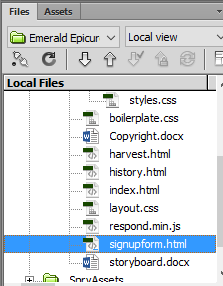 Files Assets
Emerald Epicur Local view
Local Files
styles.css
boilerplate.css
Copyright.docx
harvest.html
history.html
index.html
layout.css
respond.min.js
signupform.html
storyboard.docx
SpryAssets